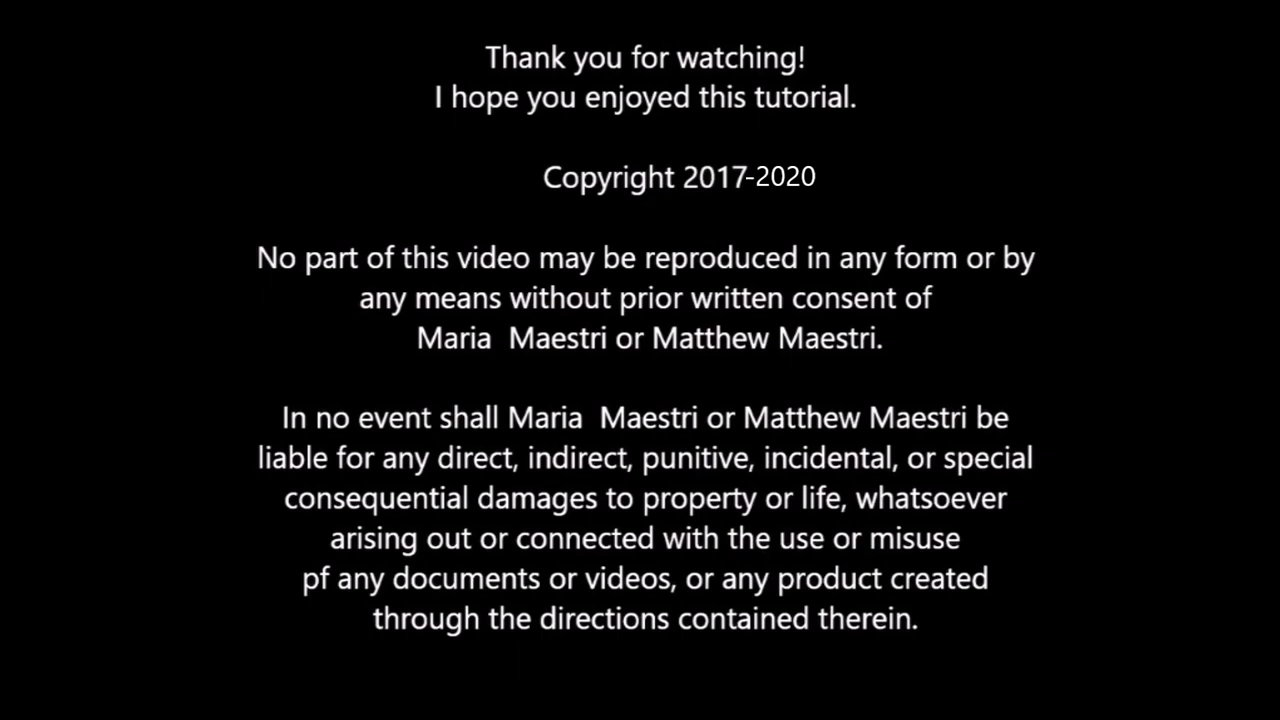 Thank you for watching!
I hope you enjoyed this tutorial.
Copyright 2017-2020
No part of this video may be reproduced in any form or by
any means without prior written consent of
Maria  Maestri or Matthew Maestri.
In no event shall Maria  Maestri or Matthew Maestri be
liable for any direct, indirect, punitive, incidental, or special
consequential damages to property or life, whatsoever
arising out or connected with the use or misuse
pf any documents or videos, or any product created
through the directions contained therein.